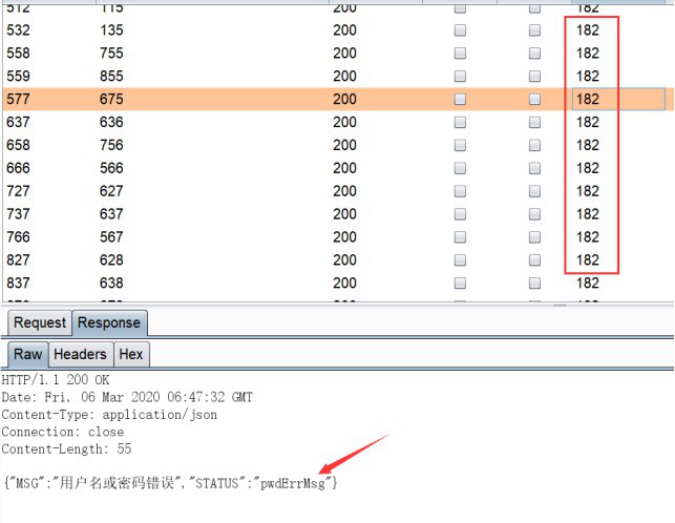 512 115 200 182
532 135 200 182
558 755 200 182
559 855 200 182
577 675 200 182
637 636 200 182
658 756 200 182
666 566 200 182
727 627 200 182
737 637 200 182
766 567 200 182
827 628 200 182
837 638 200 182
Request Response
Raw Headers Hex
HTTP/1.1 200 OK
Date: Fri, 06 Mar 2020 06:47:32 GMT
Content-Type: application/json
Connection: close
Content-Length: 55
{"MSG":"用户名或密码错误","STATUS":"pwdErrMsg"}